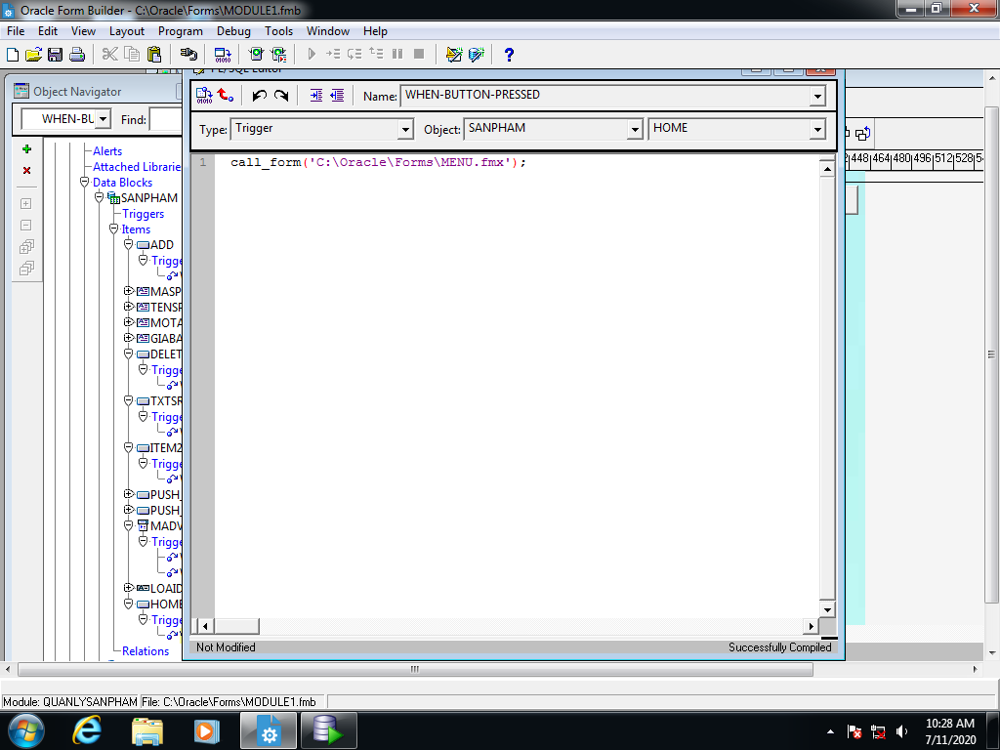 Oracle Form Builder - C:\Oracle\Forms\MODULE1.fmb
File Edit View Layout Program Debug Tools Window Help
PL/SQL Editor
Object Navigator
WHEN-BU Find:
Name: WHEN-BUTTON-PRESSED
Type: Trigger Object: SANPHAM HOME
1 call_form('C:\Oracle\Forms\MENU.fmx');
448 464 480 496 512 528
Alerts
Attached Librarie
Data Blocks
SANPHAM
Triggers
Items
ADD
Trigge
MASP
TENSP
MOTA
GIABA
DELET
Trigge
TXTSR
Trigge
ITEM2
Trigge
PUSH_
PUSH_
MADV
Trigge
LOAID
HOME
Trigge
Relations
Not Modified Successfully Compiled
Module: QUANLYSANPHAM File: C:\Oracle\Forms\MODULE1.fmb
10:28 AM
7/11/2020